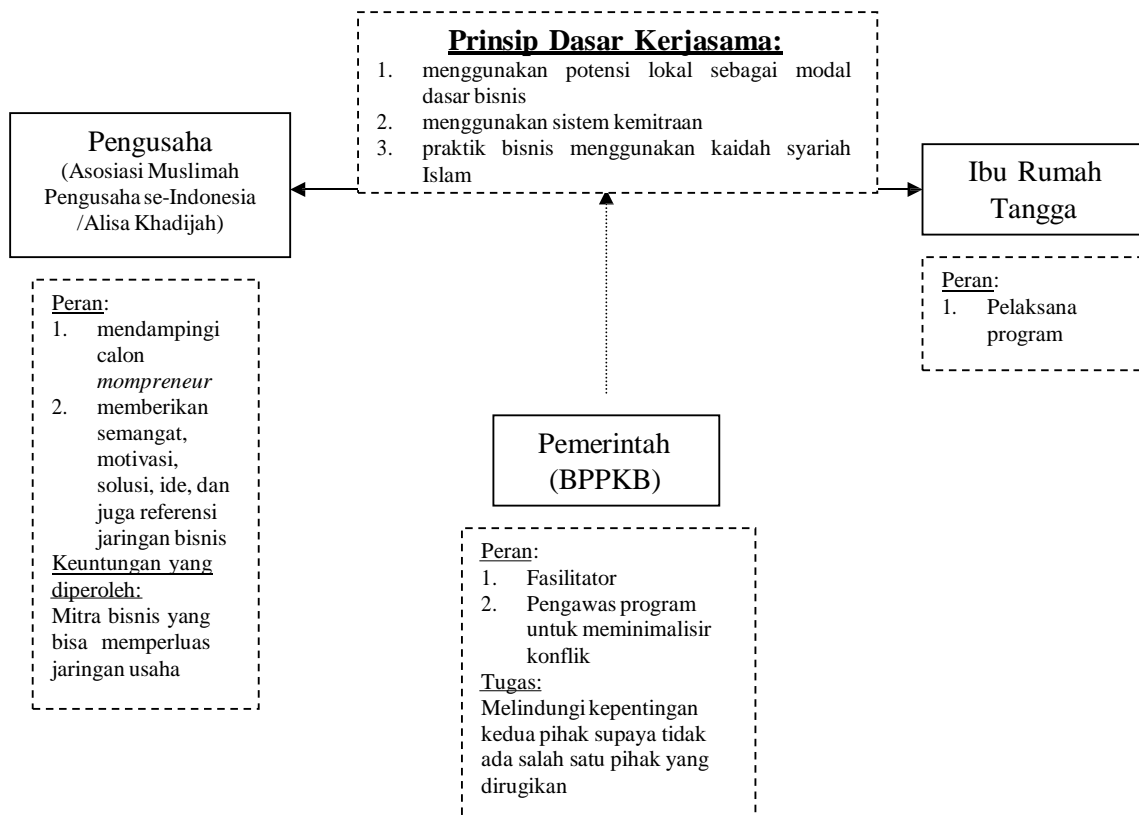 Prinsip Dasar Kerjasama:
1. menggunakan potensi lokal sebagai modal
dasar bisnis
2. menggunakan sistem kemitraan
3. praktik bisnis menggunakan kaidah syariah
Islam
Pengusaha
(Asosiasi Muslimah
Pengusaha se-Indonesia
/Alisa Khadijah)
Ibu Rumah
Tangga
Peran:
1. mendampingi
calon
mompreneur
2. memberikan
semangat,
motivasi,
solusi, ide, dan
juga referensi
jaringan bisnis
Keuntungan yang
diperoleh:
Mitra bisnis yang
bisa memperluas
jaringan usaha
Peran:
1. Pelaksana
program
Pemerintah
(BPPKB)
Peran:
1. Fasilitator
2. Pengawas program
untuk meminimalisir
konflik
Tugas:
Melindungi kepentingan
kedua pihak supaya tidak
ada salah satu pihak yang
dirugikan